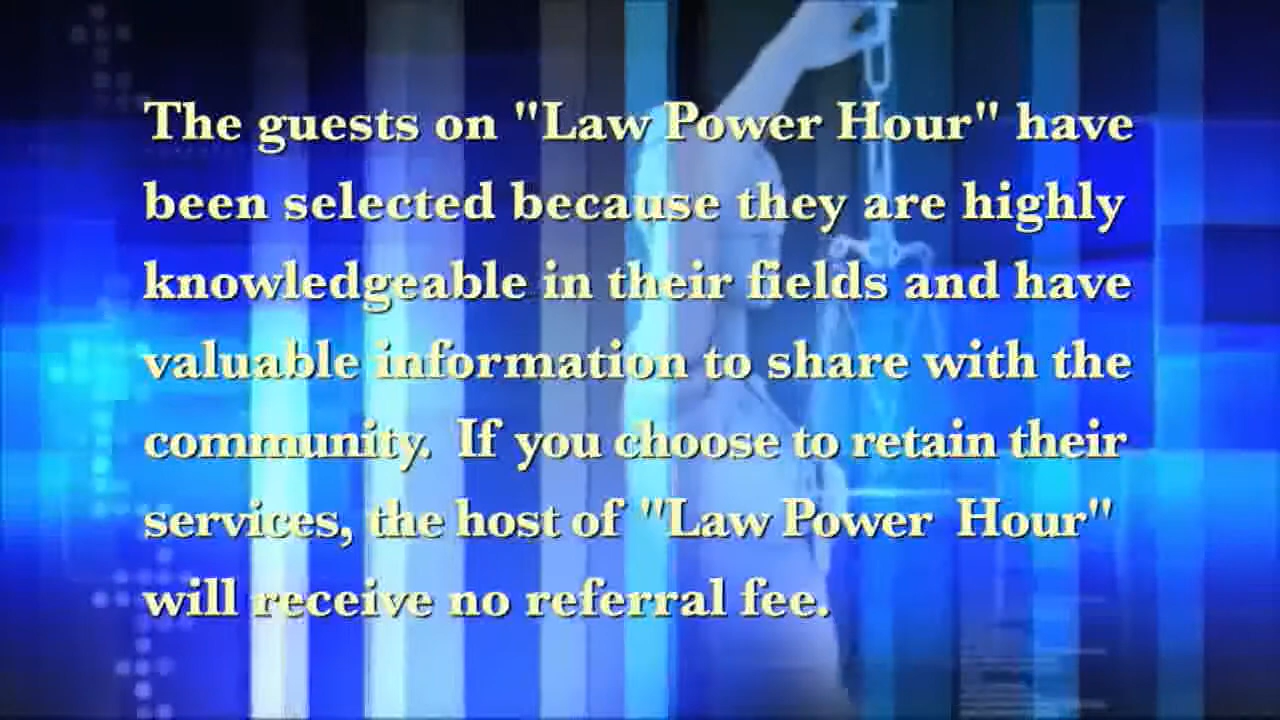 The guests on "Law Power Hour" have
been selected because they are highly
knowledgeable in their fields and have
valuable information to share with the
community.  If you choose to retain their
services, the host of "Law Power  Hour"
will receive no referral fee.